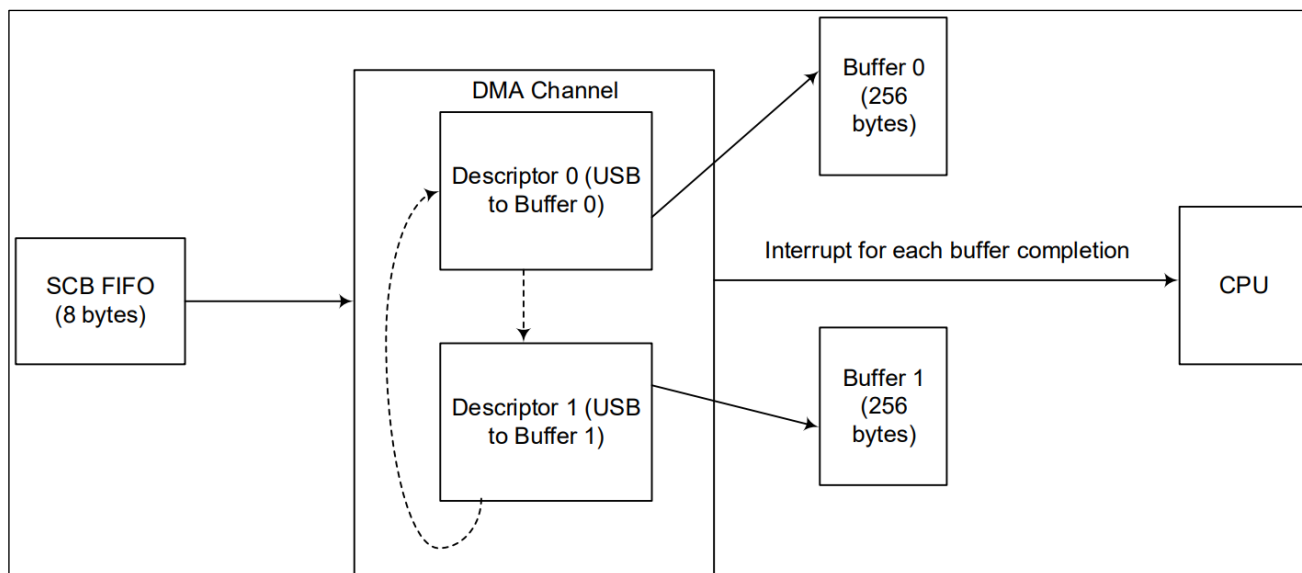 SCB FIFO
(8 bytes)
DMA Channel
Descriptor 0 (USB
to Buffer 0)
Descriptor 1 (USB
to Buffer 1)
Buffer 0
(256
bytes)
Interrupt for each buffer completion
Buffer 1
(256
bytes)
CPU